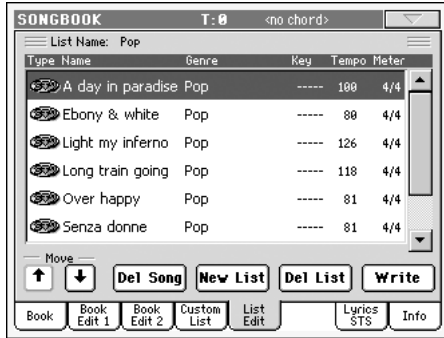 SONGBOOK T:0 <no chord>
List Name: Pop
Type Name Genre Key Tempo Meter
A day in paradise Pop ----- 100 4/4
Ebony & white Pop ----- 80 4/4
Light my inferno Pop ----- 126 4/4
Long train going Pop ----- 118 4/4
Over happy Pop ----- 81 4/4
Senza donne Pop ----- 81 4/4
Move
Del Song New List Del List Write
Book Book Edit 1 Book Edit 2 Custom List List Edit Lyrics STS Info